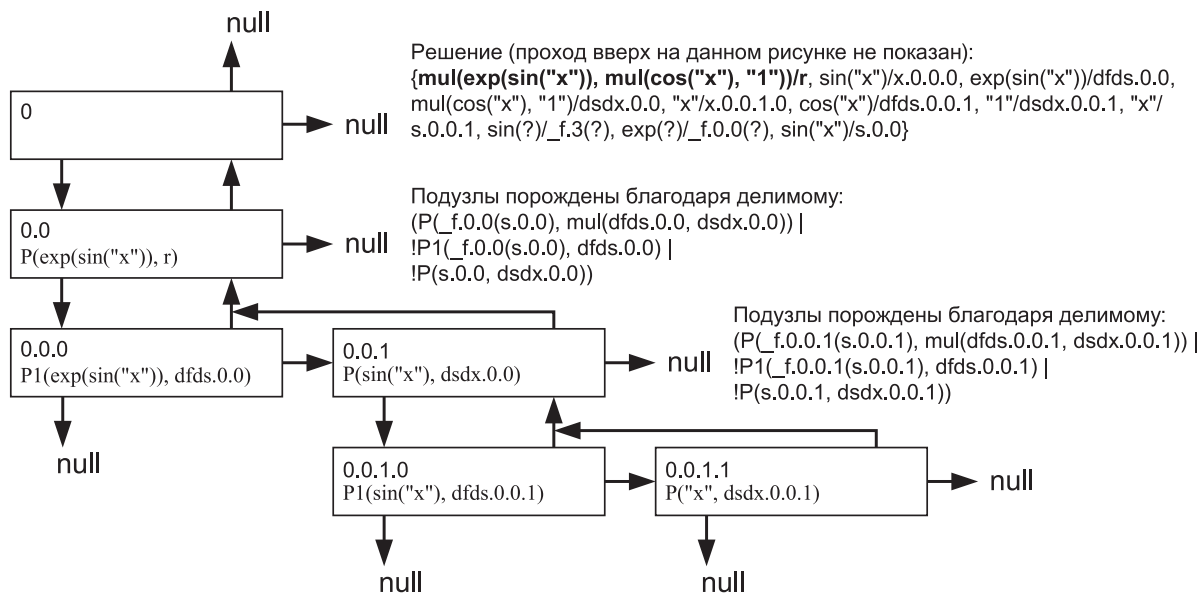 null
Решение (проход вверх на данном рисунке не показан):
{mul(exp(sin("x")), mul(cos("x"), "1"))/r, sin("x")/x.0.0.0, exp(sin("x"))/dfds.0.0,
mul(cos("x"), "1")/dsdx.0.0, "x"/x.0.0.1.0, cos("x")/dfds.0.0.1, "1"/dsdx.0.0.1, "x"/
s.0.0.1, sin(?)/_f.3(?), exp(?)/_f.0.0(?), sin("x")/s.0.0}
0
null
Подузлы порождены благодаря делимому:
(P(_f.0.0(s.0.0), mul(dfds.0.0, dsdx.0.0)) |
!P1(_f.0.0(s.0.0), dfds.0.0) |
!P(s.0.0, dsdx.0.0))
0.0
P(exp(sin("x")), r)
null
Подузлы порождены благодаря делимому:
(P(_f.0.0.1(s.0.0.1), mul(dfds.0.0.1, dsdx.0.0.1)) |
!P1(_f.0.0.1(s.0.0.1), dfds.0.0.1) |
!P(s.0.0.1, dsdx.0.0.1))
0.0.0
P1(exp(sin("x")), dfds.0.0)
0.0.1
P(sin("x"), dsdx.0.0)
null
null
0.0.1.0
P1(sin("x"), dfds.0.0.1)
0.0.1.1
P("x", dsdx.0.0.1)
null
null
null